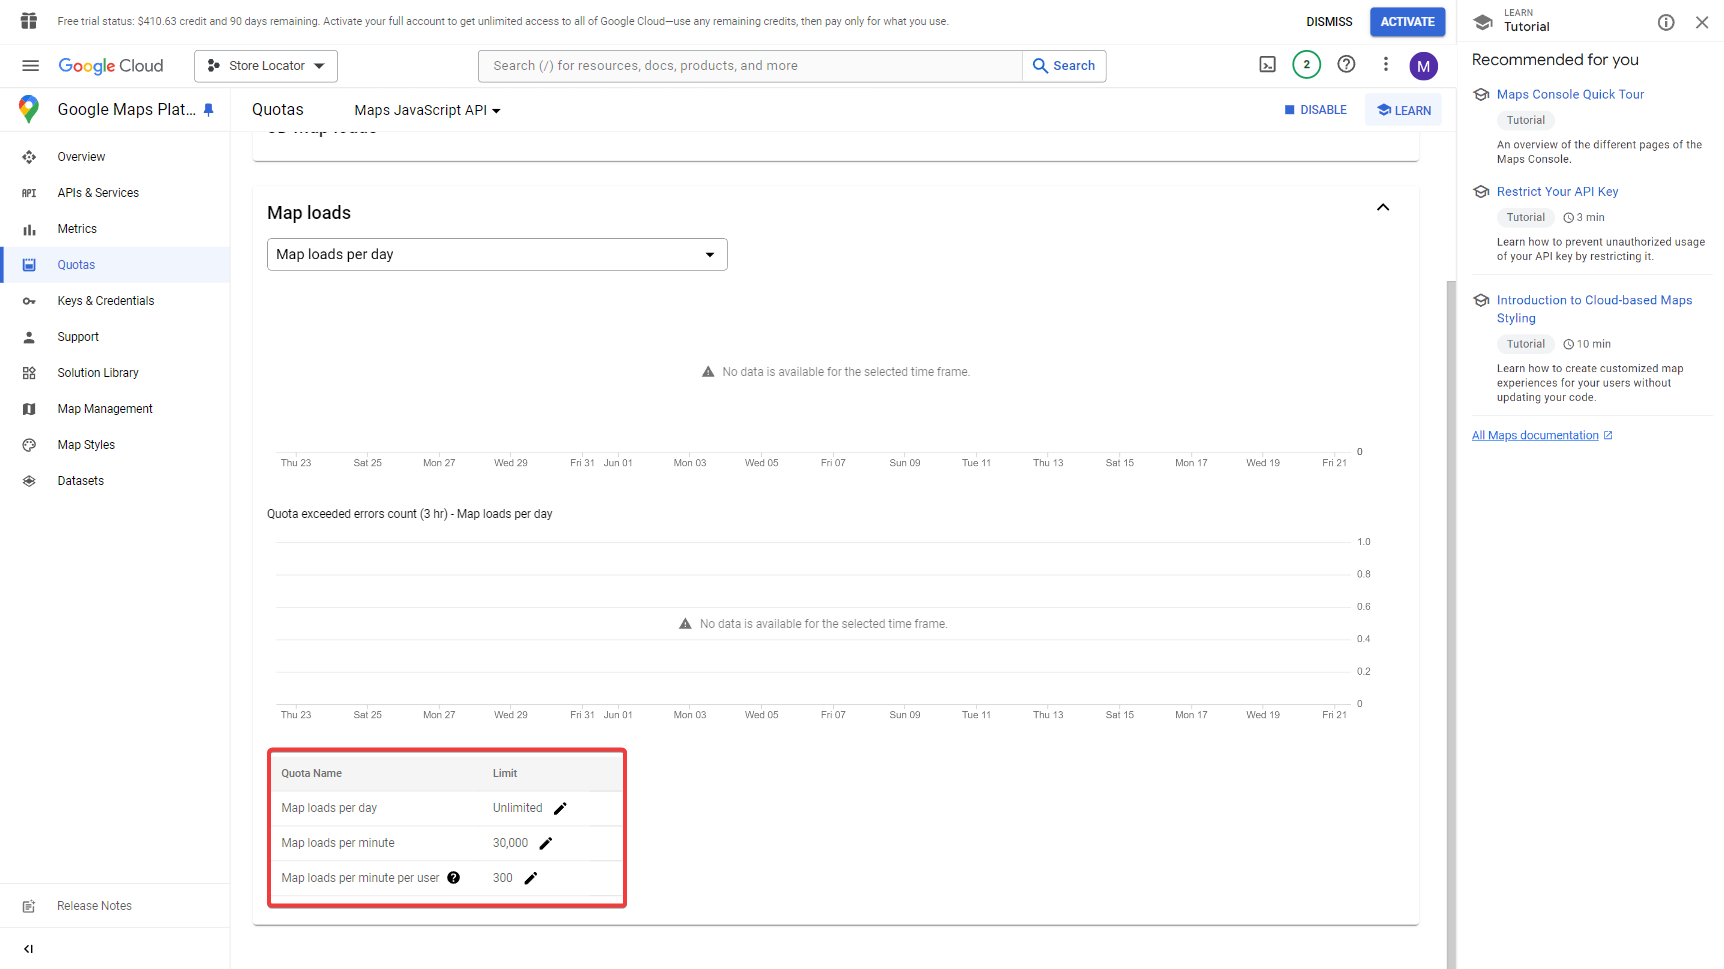 Free trial status: $410.63 credit and 90 days remaining. Activate your full account to get unlimited access to all of Google Cloud—use any remaining credits, then pay only for what you use.
DISMISS
ACTIVATE
LEARN
Tutorial
Google Cloud
Store Locator
Search (/) for resources, docs, products, and more
Search
2
M
Google Maps Plat...
Quotas
Maps JavaScript API
DISABLE
LEARN
Overview
API
APIs & Services
Metrics
Quotas
Keys & Credentials
Support
Solution Library
Map Management
Map Styles
Datasets
Release Notes
Map loads
Map loads per day
No data is available for the selected time frame.
0
Thu 23 Sat 25 Mon 27 Wed 29 Fri 31 Jun 01 Mon 03 Wed 05 Fri 07 Sun 09 Tue 11 Thu 13 Sat 15 Mon 17 Wed 19 Fri 21
Quota exceeded errors count (3 hr) - Map loads per day
1.0
0.8
0.6
No data is available for the selected time frame.
0.4
0.2
0
Thu 23 Sat 25 Mon 27 Wed 29 Fri 31 Jun 01 Mon 03 Wed 05 Fri 07 Sun 09 Tue 11 Thu 13 Sat 15 Mon 17 Wed 19 Fri 21
Quota Name Limit
Map loads per day Unlimited
Map loads per minute 30,000
Map loads per minute per user 300
Recommended for you
Maps Console Quick Tour
Tutorial
An overview of the different pages of the
Maps Console.
Restrict Your API Key
Tutorial 3 min
Learn how to prevent unauthorized usage
of your API key by restricting it.
Introduction to Cloud-based Maps
Styling
Tutorial 10 min
Learn how to create customized map
experiences for your users without
updating your code.
All Maps documentation